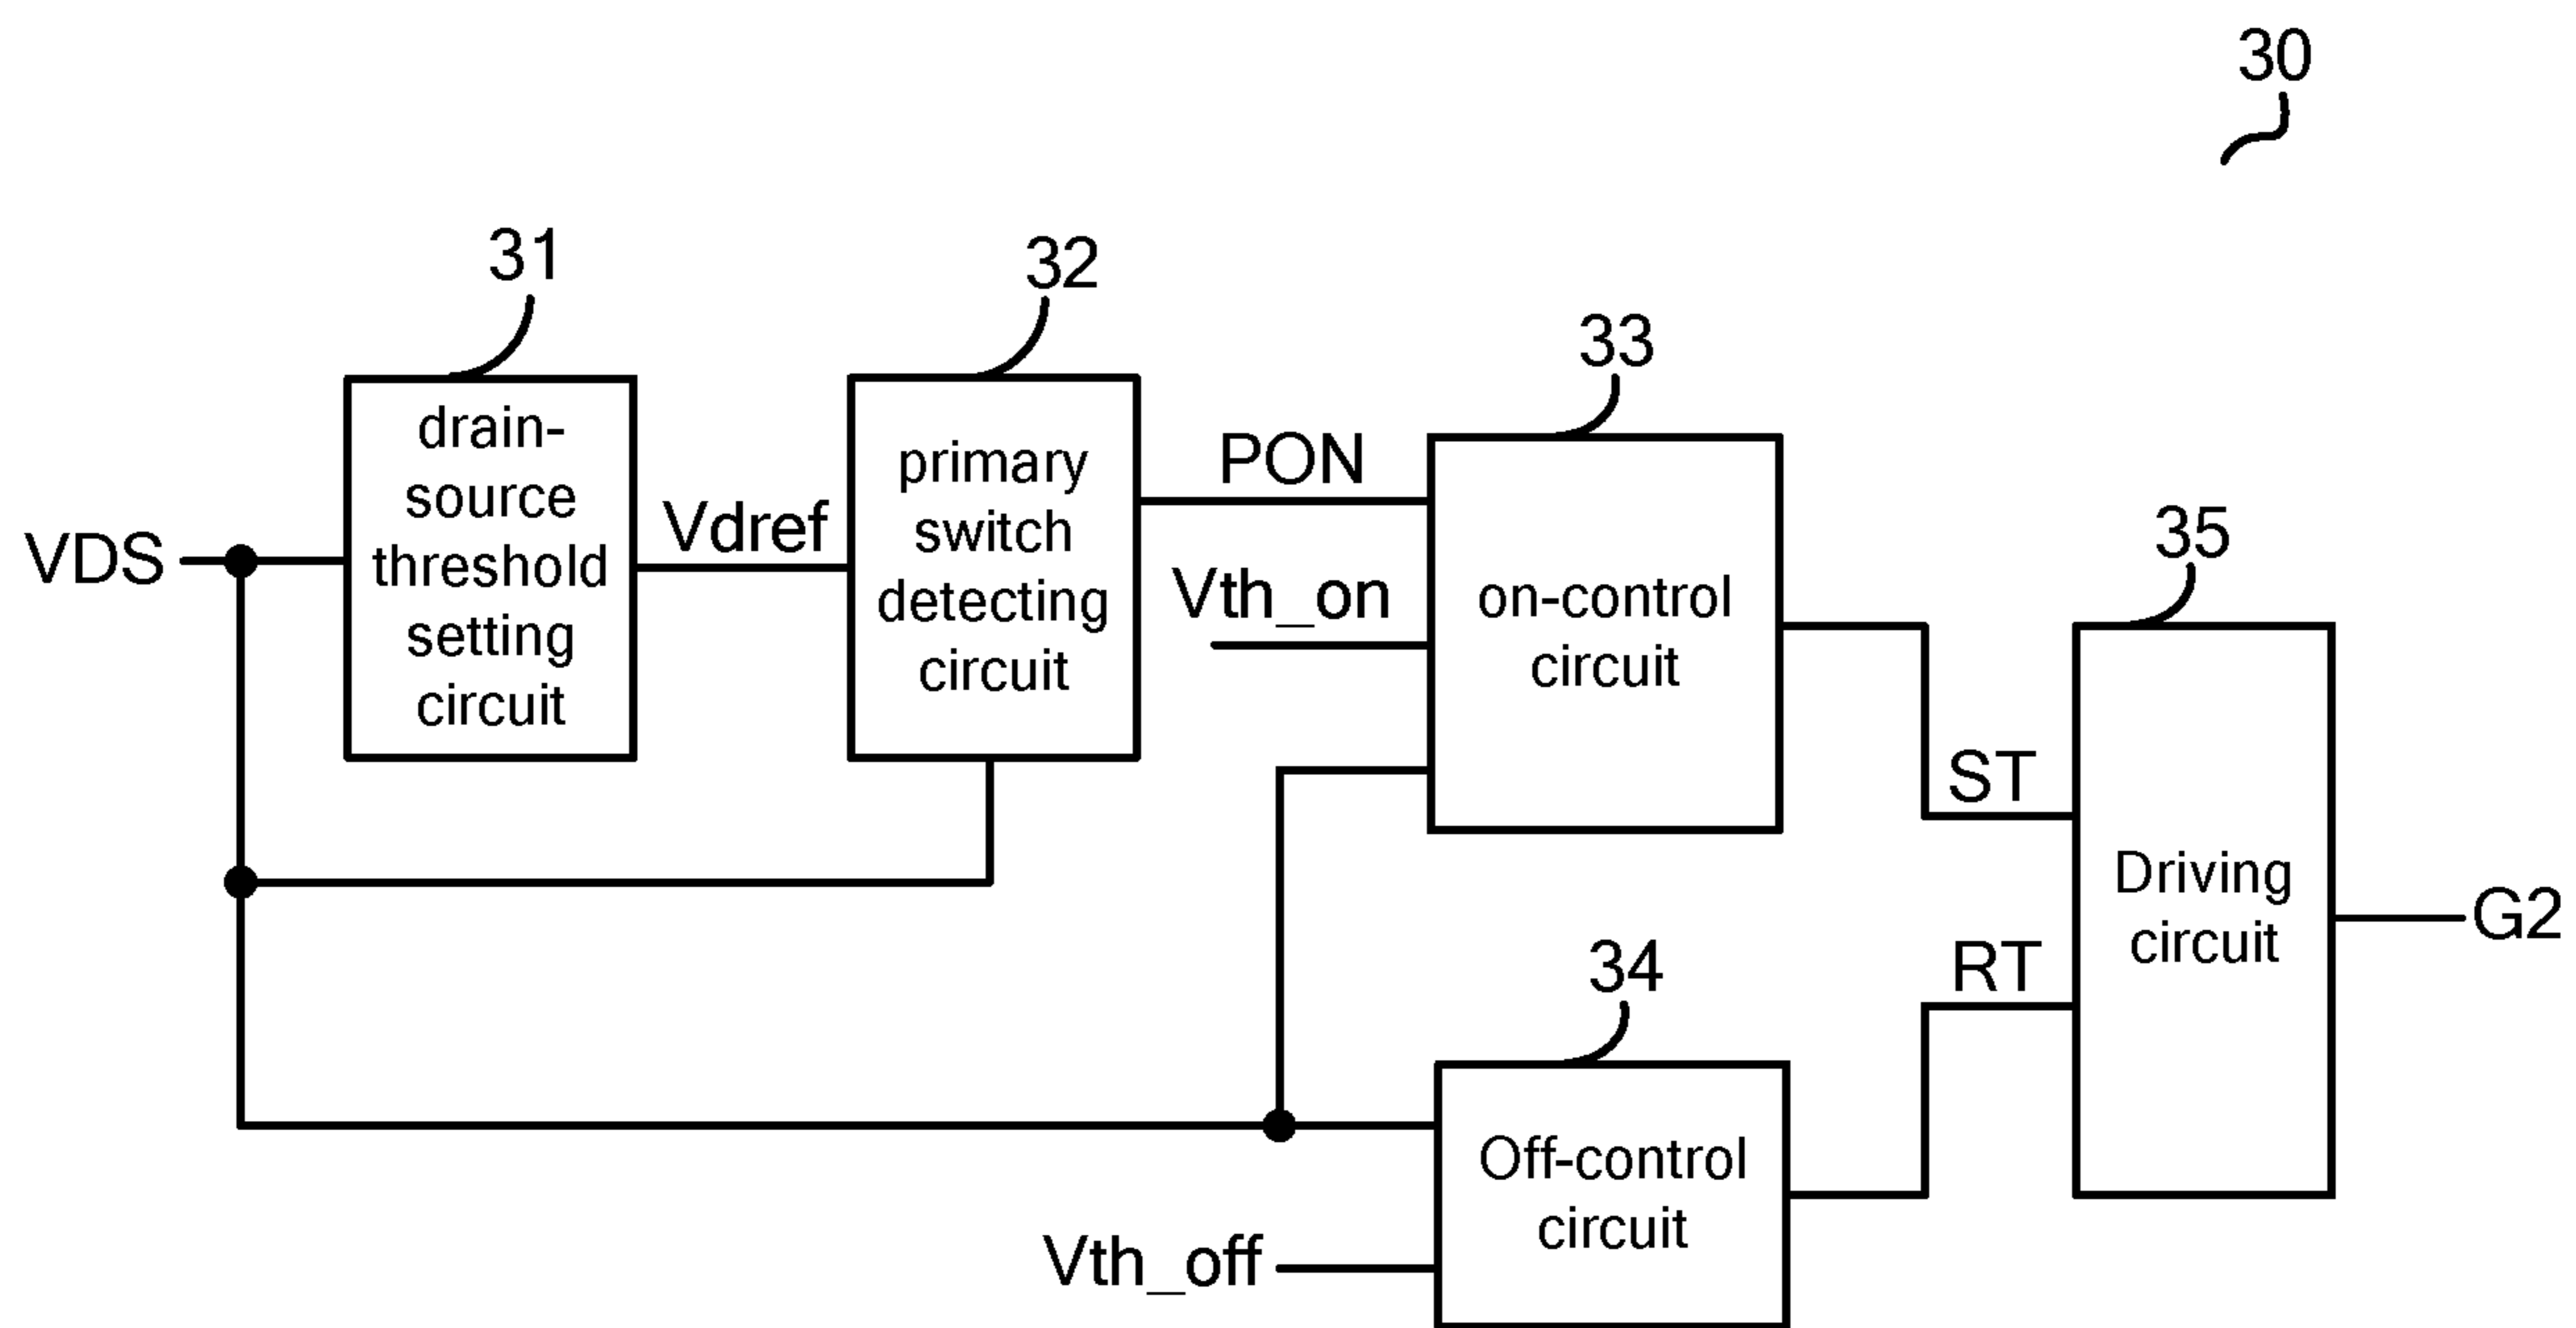 30
31
32
33
35
34
drain-
source
threshold
setting
circuit
primary
switch
detecting
circuit
VDS
Vdref
PON
Vth_on
on-control
circuit
ST
RT
Driving
circuit
G2
Off-control
circuit
Vth_off